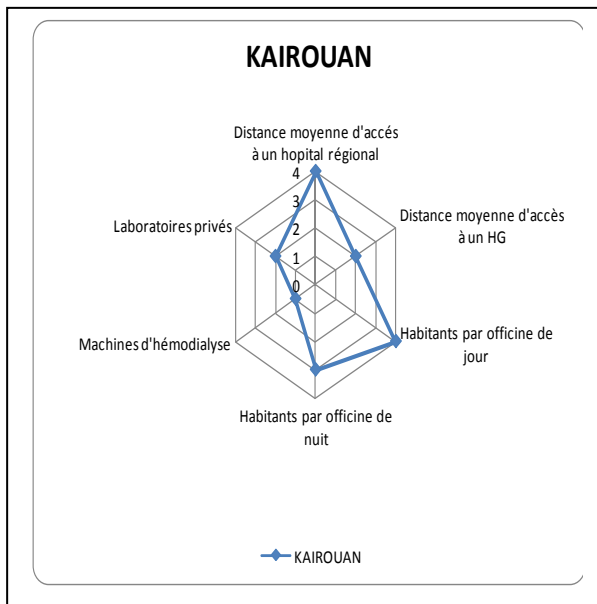 KAIROUAN
Distance moyenne d'accés
à un hopital régional
4
3
2
1
0
Distance moyenne d'accès
à un HG
Habitants par officine de
jour
Habitants par officine de
nuit
Machines d'hémodialyse
Laboratoires privés
KAIROUAN